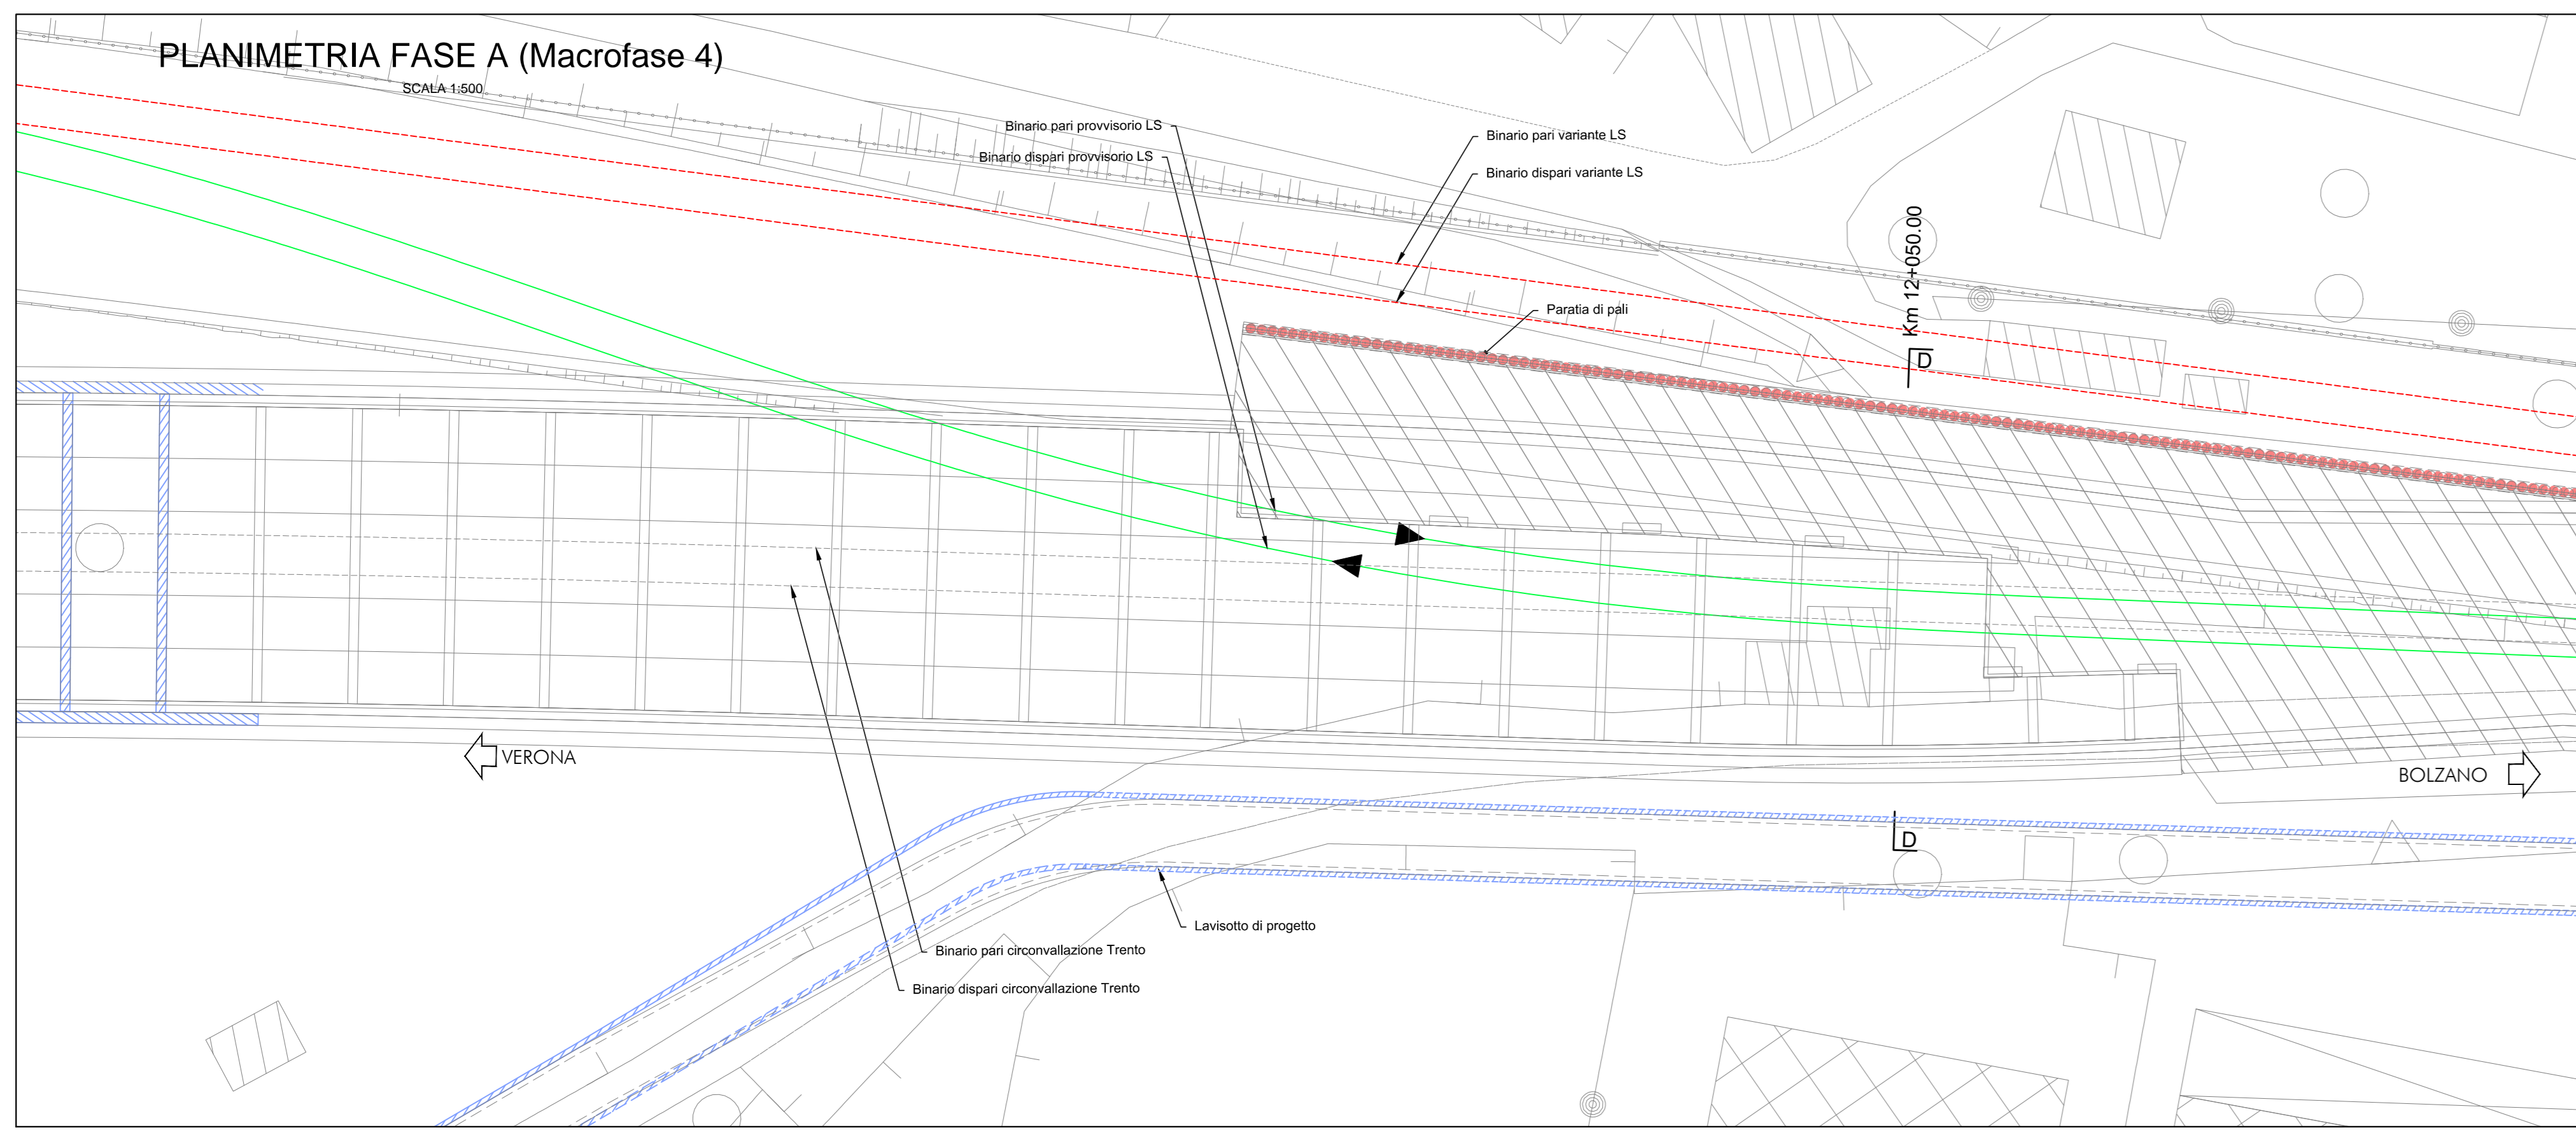 PLANIMETRIA FASE A (Macrofase 4)
SCALA 1:500
Binario pari provvisorio LS
Binario dispari provvisorio LS
Binario pari variante LS
Binario dispari variante LS
Paratia di pali
Km 12+050.00
D
VERONA
BOLZANO
D
Lavisotto di progetto
Binario pari circonvallazione Trento
Binario dispari circonvallazione Trento